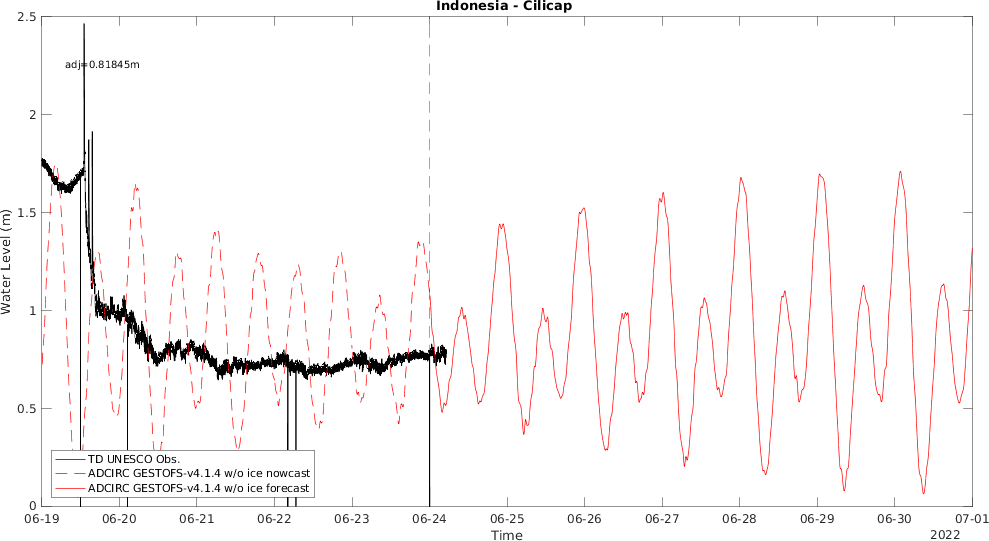 Indonesia - Cilicap
2.5
adj=0.81845m
2
1.5
Water Level (m)
1
0.5
TD UNESCO Obs.
ADCIRC GESTOFS-v4.1.4 w/o ice nowcast
ADCIRC GESTOFS-v4.1.4 w/o ice forecast
0
06-19 06-20 06-21 06-22 06-23 06-24 06-25 06-26 06-27 06-28 06-29 06-30 07-01
Time
2022